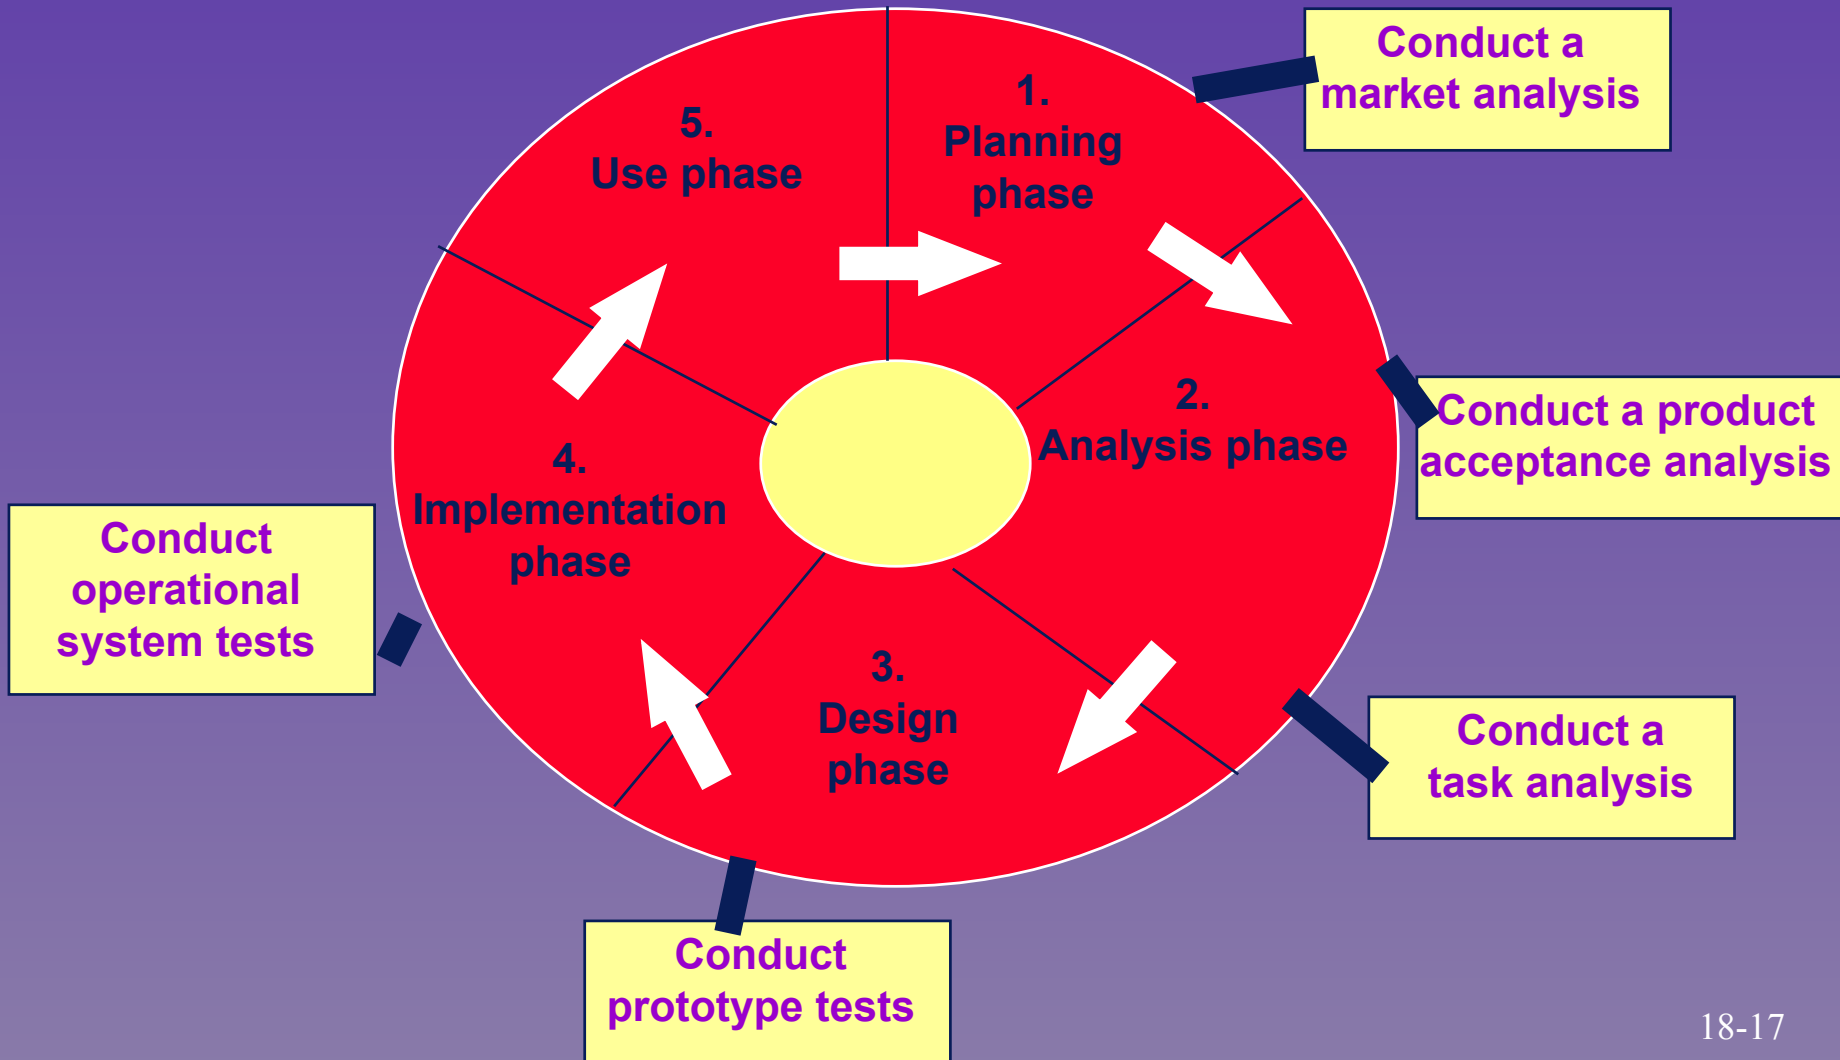 1.
Planning
phase
2.
Analysis phase
3.
Design
phase
4.
Implementation
phase
5.
Use phase
Conduct a
market analysis
Conduct a product
acceptance analysis
Conduct a
task analysis
Conduct
prototype tests
Conduct
operational
system tests
18-17